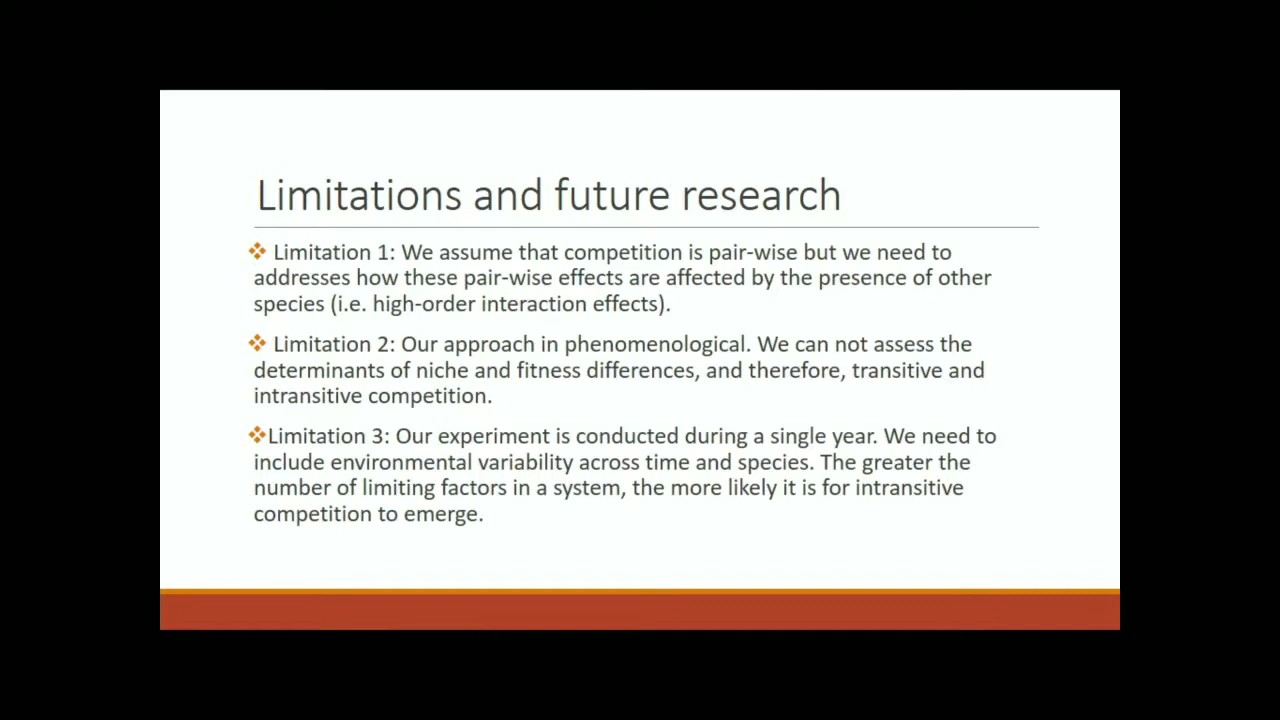 Limitations and future research
❖ Limitation 1: We assume that competition is pair-wise but we need to
addresses how these pair-wise effects are affected by the presence of other
species (i.e. high-order interaction effects).
❖ Limitation 2: Our approach in phenomenological. We can not assess the
determinants of niche and fitness differences, and therefore, transitive and
intransitive competition.
❖Limitation 3: Our experiment is conducted during a single year. We need to
include environmental variability across time and species. The greater the
number of limiting factors in a system, the more likely it is for intransitive
competition to emerge.